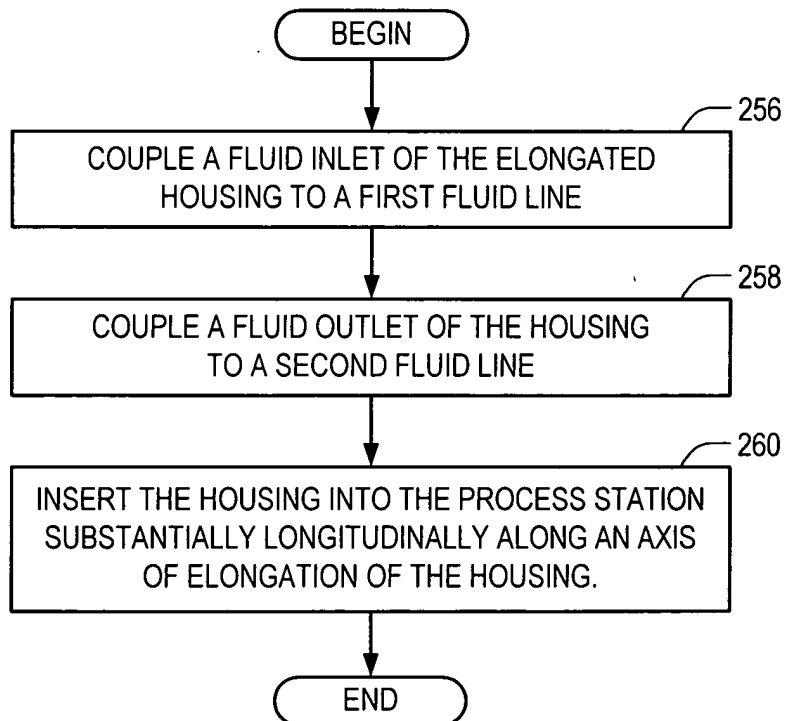 BEGIN
256
COUPLE A FLUID INLET OF THE ELONGATED
HOUSING TO A FIRST FLUID LINE
258
COUPLE A FLUID OUTLET OF THE HOUSING
TO A SECOND FLUID LINE
260
INSERT THE HOUSING INTO THE PROCESS STATION
SUBSTANTIALLY LONGITUDINALLY ALONG AN AXIS
OF ELONGATION OF THE HOUSING.
END